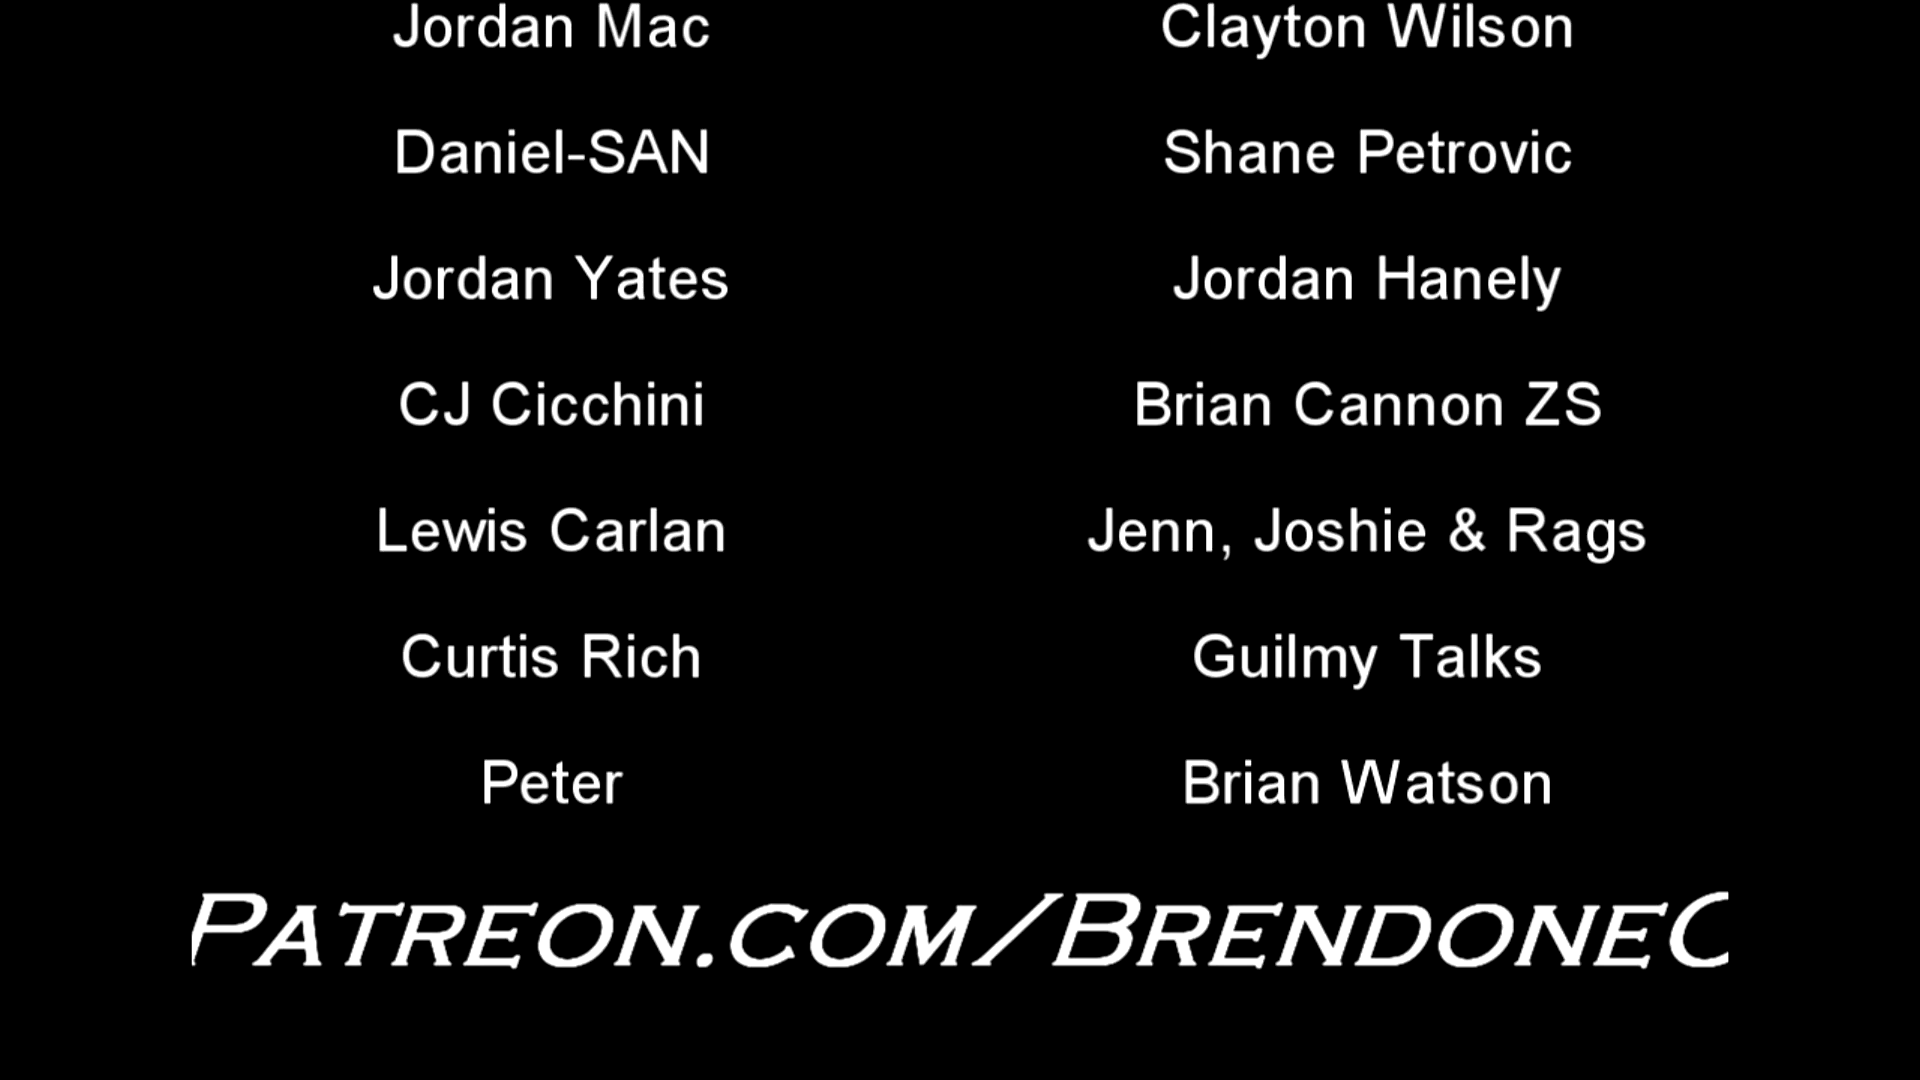 Jordan Mac
Clayton Wilson
Daniel-SAN
Shane Petrovic
Jordan Yates
Jordan Hanely
CJ Cicchini
Brian Cannon ZS
Lewis Carlan
Jenn, Joshie & Rags
Curtis Rich
Guilmy Talks
Peter
Brian Watson
PATREON.COM/BRENDONEC